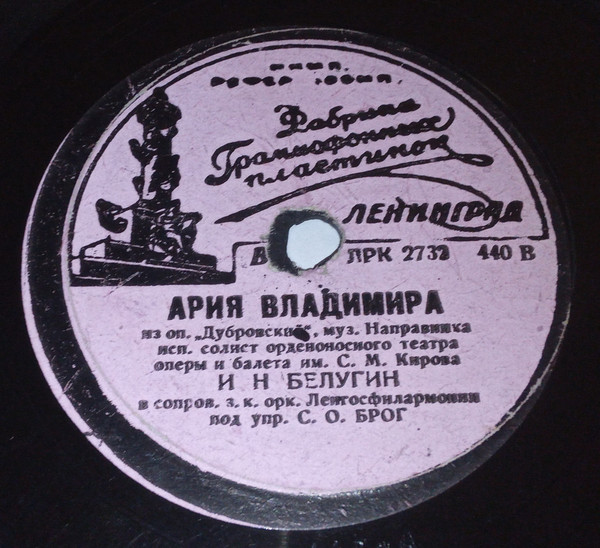 Фабрика
Граммофонных
пластинок
ЛЕНИНГРАД
ЛРК 2732 440 В
АРИЯ ВЛАДИМИРА
из оп. „Дубровский", муз. Направника
исп. солист орденоносного театра
оперы и балета им. С. М. Кирова
И Н БЕЛУГИН
в сопров. з. к. орк. Ленгосфилармонии
под упр. С. О. БРОГ